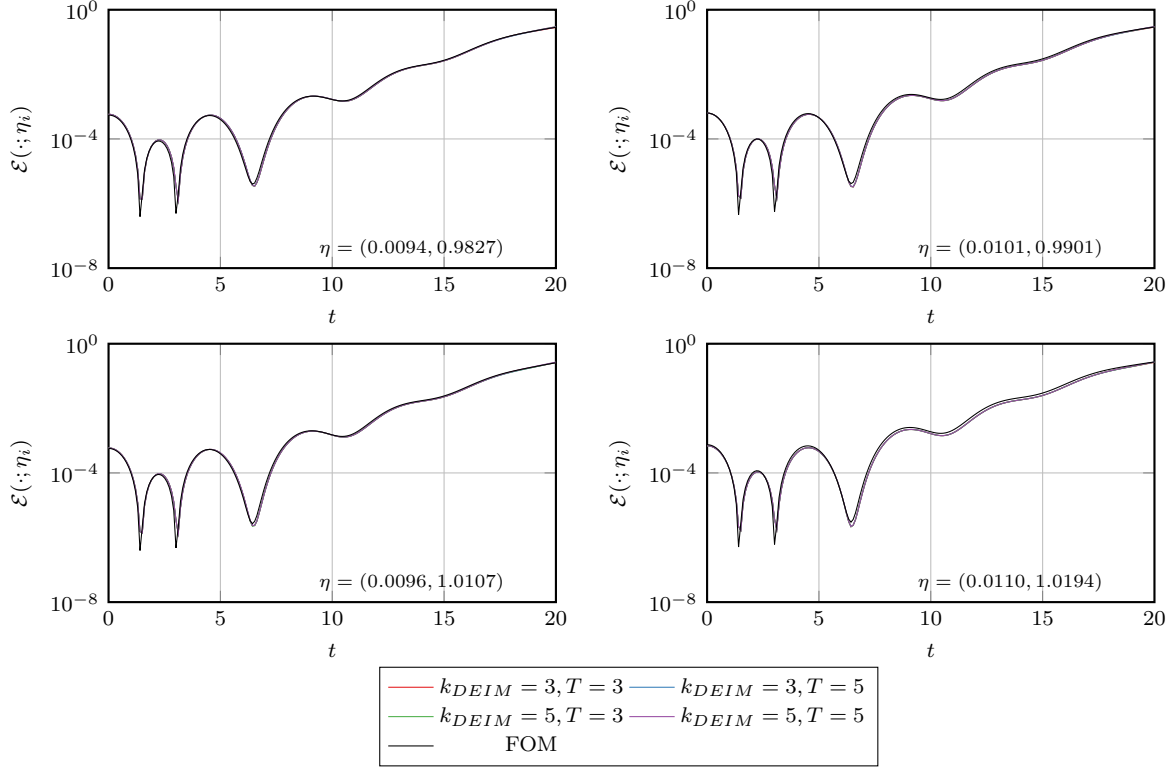 10^0
10^-4
10^-8
ℰ(·; η_i)
0 5 10 15 20
t
η = (0.0094, 0.9827)
10^0
10^-4
10^-8
ℰ(·; η_i)
0 5 10 15 20
t
η = (0.0101, 0.9901)
10^0
10^-4
10^-8
ℰ(·; η_i)
0 5 10 15 20
t
η = (0.0096, 1.0107)
10^0
10^-4
10^-8
ℰ(·; η_i)
0 5 10 15 20
t
η = (0.0110, 1.0194)
k_DEIM = 3, T = 3 k_DEIM = 3, T = 5
k_DEIM = 5, T = 3 k_DEIM = 5, T = 5
FOM